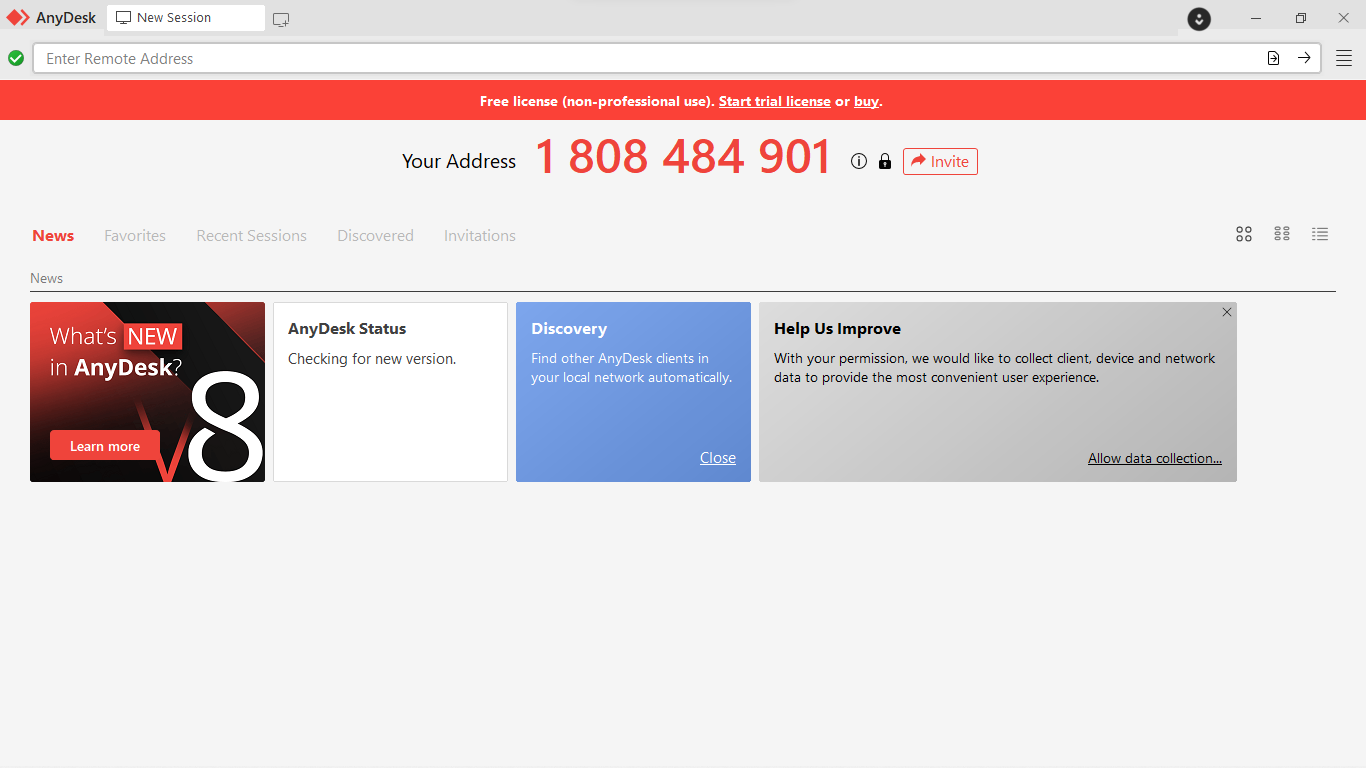 AnyDesk
New Session
Enter Remote Address
Free license (non-professional use). Start trial license or buy.
Your Address 1 808 484 901 Invite
News Favorites Recent Sessions Discovered Invitations
News
What's NEW
in AnyDesk?
V8
Learn more
AnyDesk Status
Checking for new version.
Discovery
Find other AnyDesk clients in
your local network automatically.
Close
Help Us Improve
With your permission, we would like to collect client, device and network
data to provide the most convenient user experience.
Allow data collection...